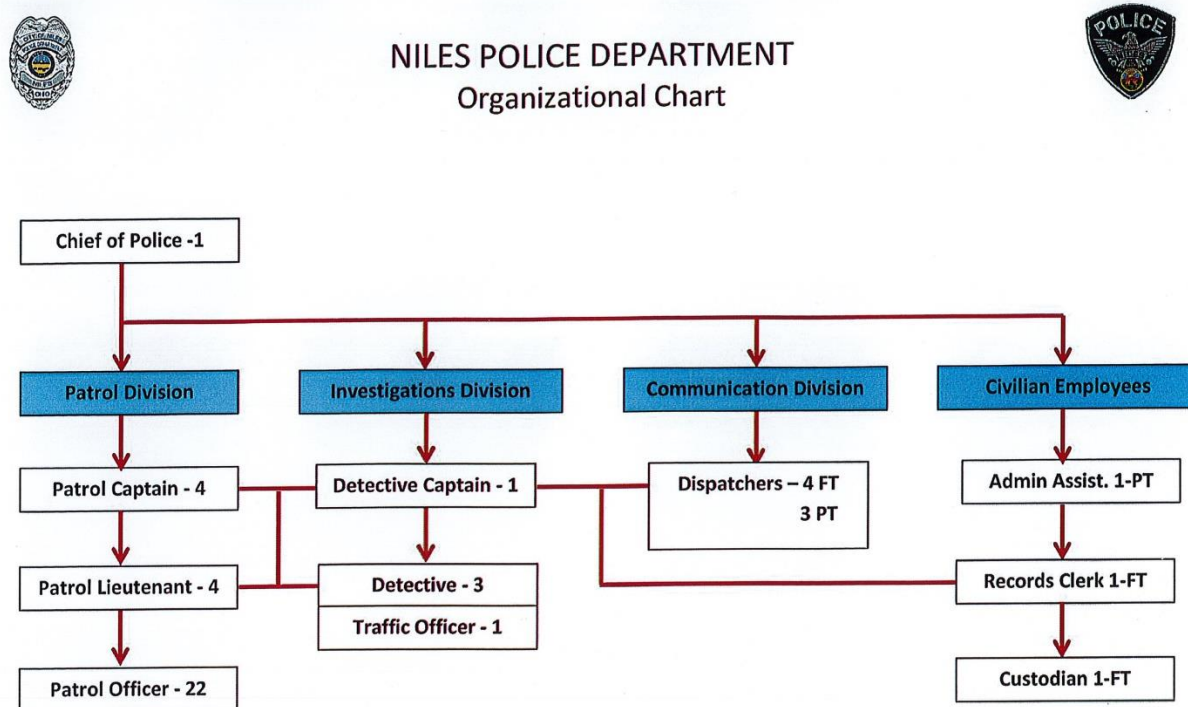 NILES POLICE DEPARTMENT
Organizational Chart
POLICE
Chief of Police -1
Patrol Division
Investigations Division
Communication Division
Civilian Employees
Patrol Captain - 4
Detective Captain - 1
Dispatchers – 4 FT
3 PT
Admin Assist. 1-PT
Patrol Lieutenant - 4
Detective - 3
Traffic Officer - 1
Records Clerk 1-FT
Patrol Officer - 22
Custodian 1-FT